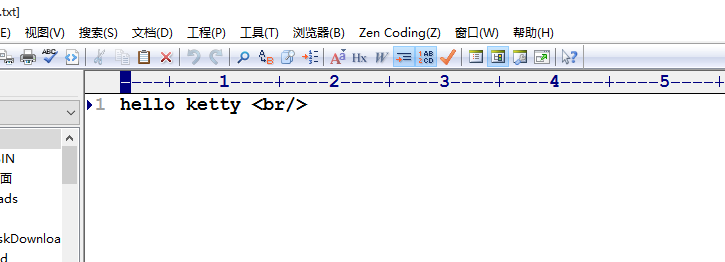 .txt]
E) 视图(V) 搜索(S) 文档(D) 工程(P) 工具(T) 浏览器(B) Zen Coding(Z) 窗口(W) 帮助(H)
----+----1----+----2----+----3----+----4----+----5----+
1 hello ketty <br/>
IN
面
ads
skDownloa
d